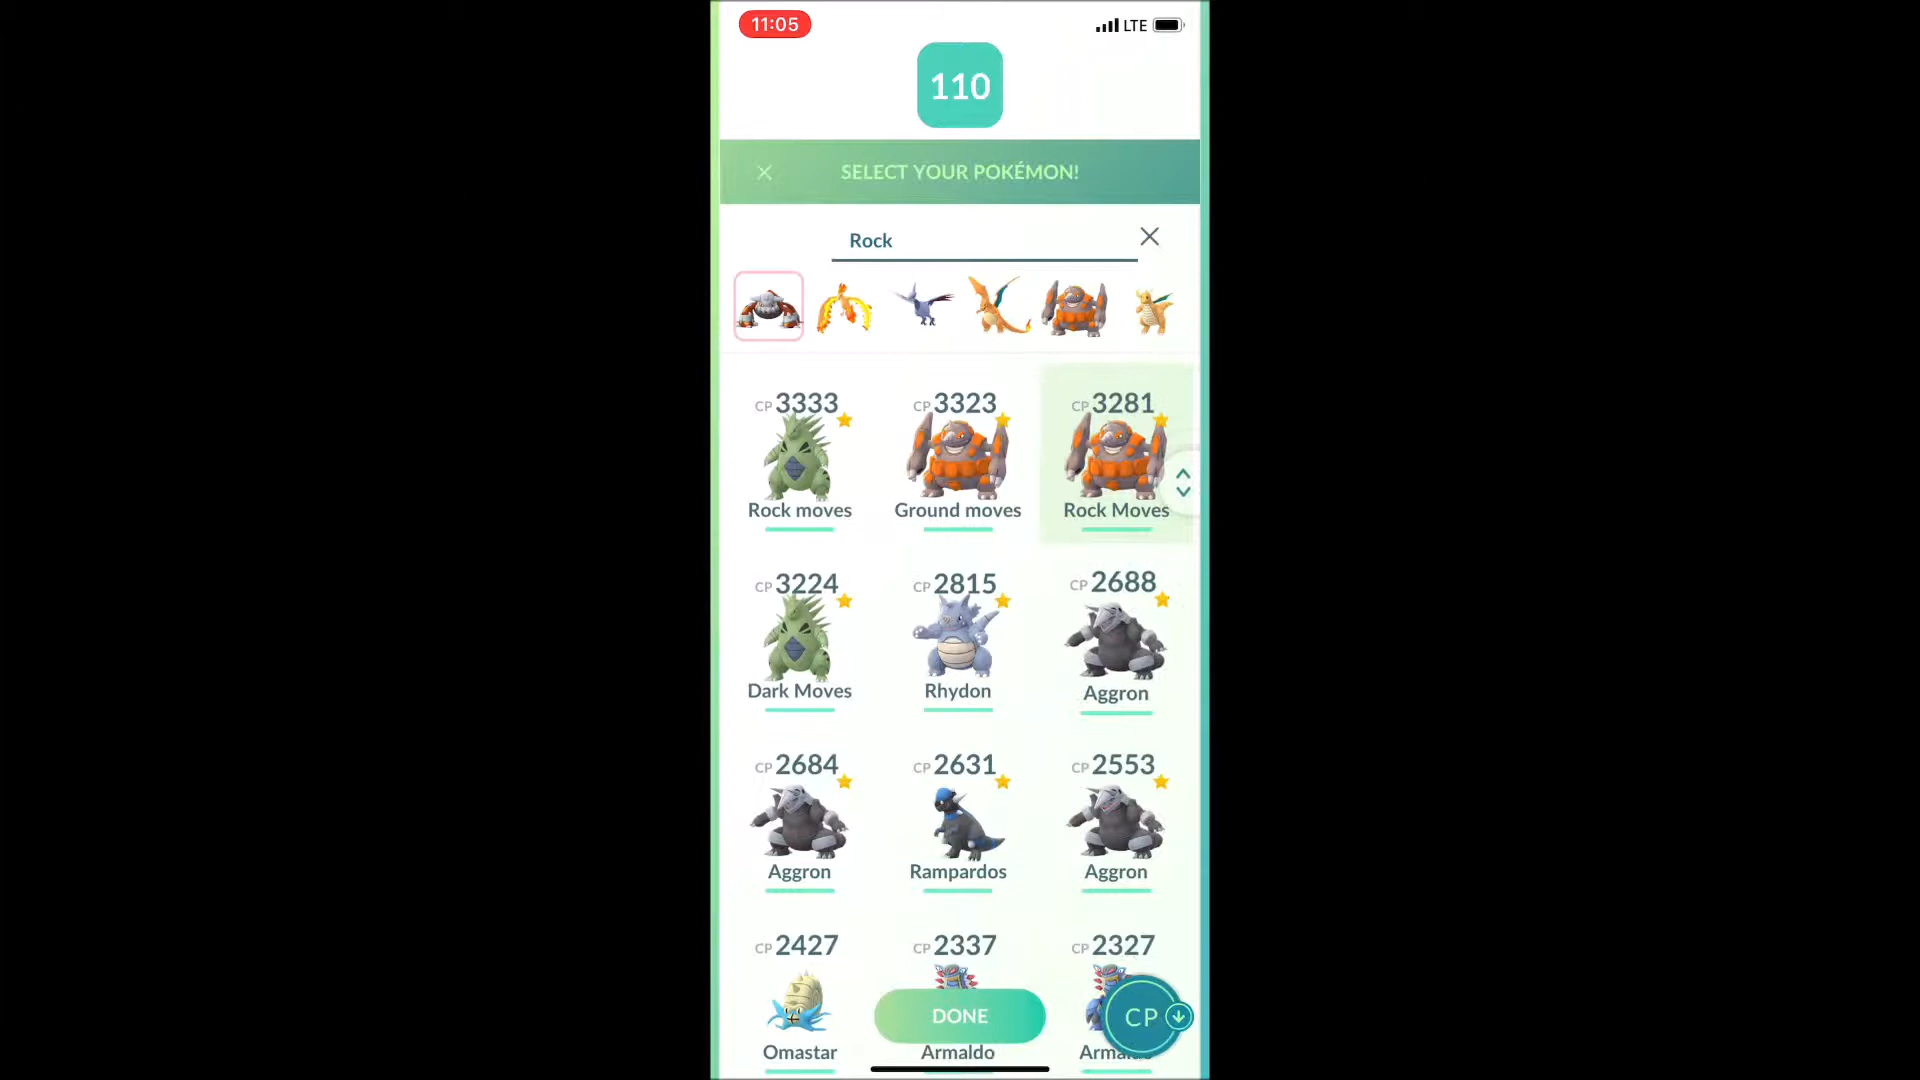 11:05 LTE
110
SELECT YOUR POKÉMON!
Rock
CP 3333 CP 3323 CP 3281
Rock moves Ground moves Rock Moves
CP 3224 CP 2815 CP 2688
Dark Moves Rhydon Aggron
CP 2684 CP 2631 CP 2553
Aggron Rampardos Aggron
CP 2427 CP 2337 CP 2327
DONE CP
Omastar Armaldo